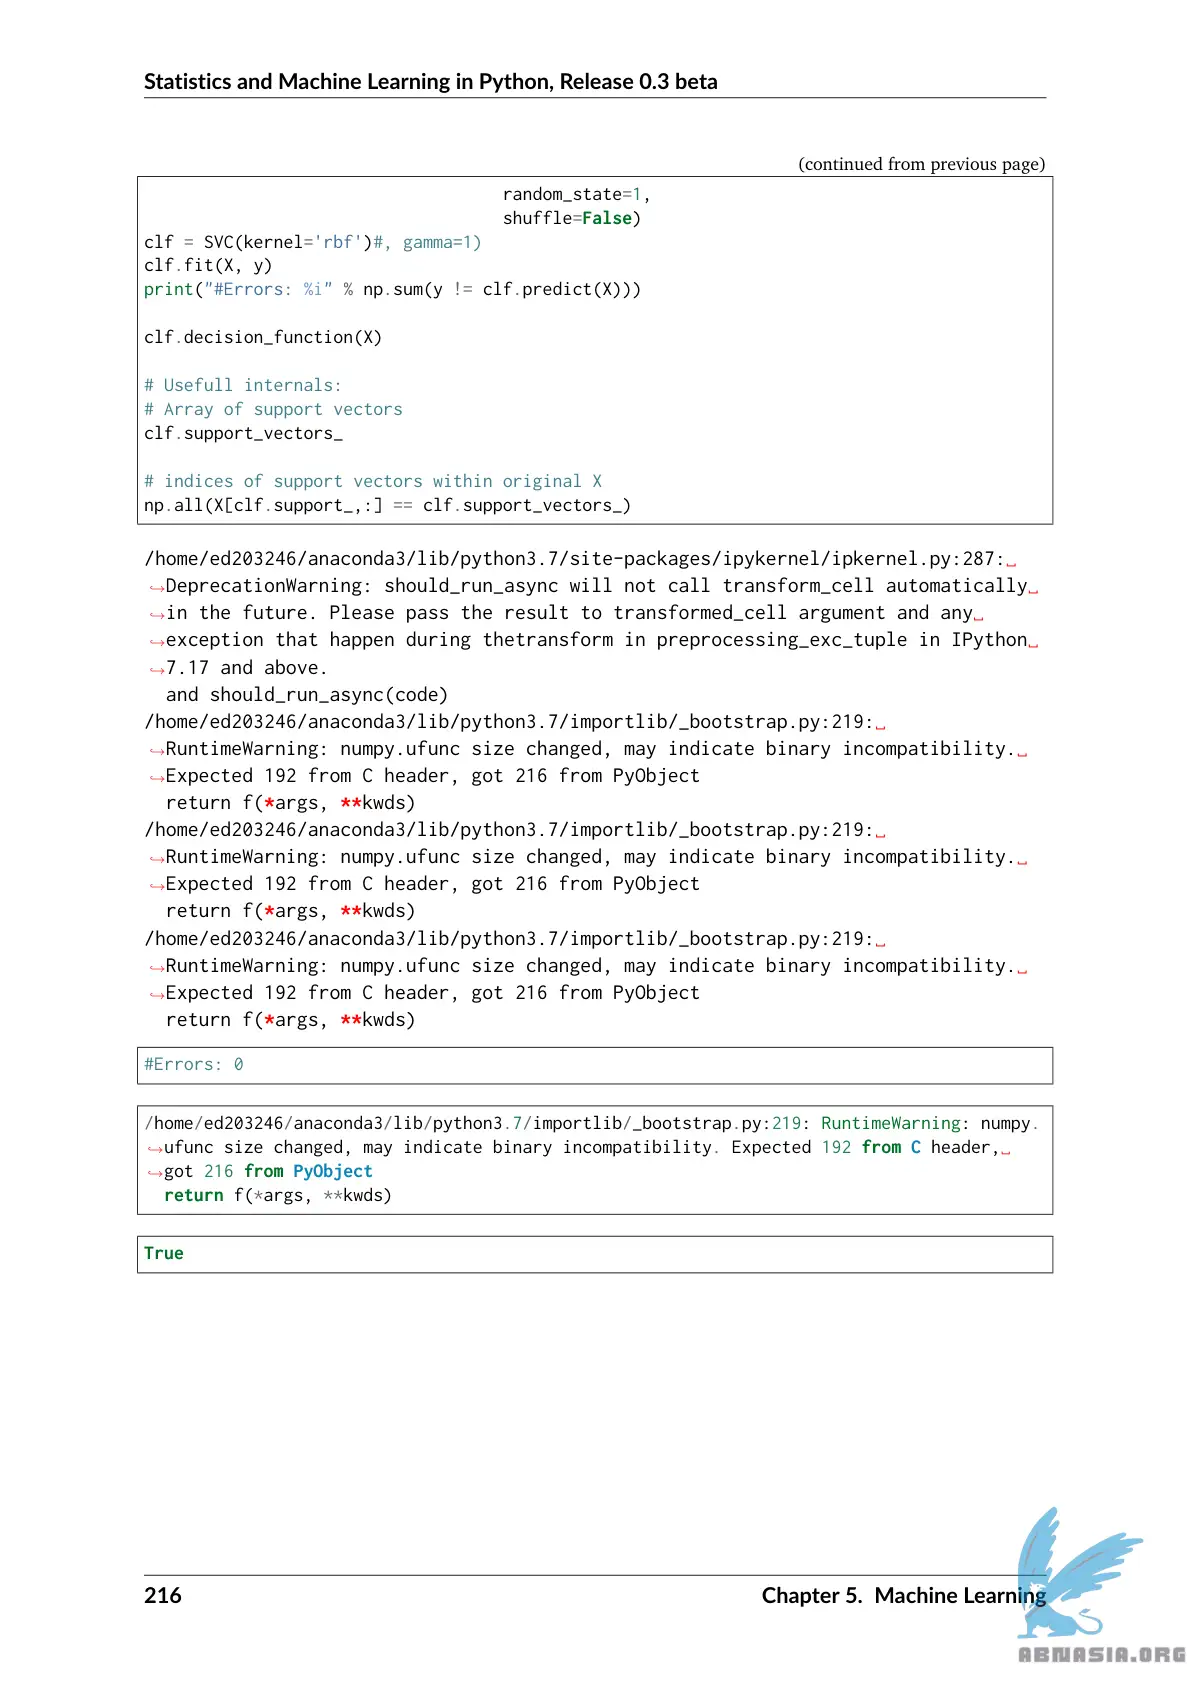 Statistics and Machine Learning in Python, Release 0.3 beta
(continued from previous page)
random_state=1,
shuffle=False)
clf = SVC(kernel='rbf')#, gamma=1)
clf.fit(X, y)
print("#Errors: %i" % np.sum(y != clf.predict(X)))
clf.decision_function(X)
# Usefull internals:
# Array of support vectors
clf.support_vectors_
# indices of support vectors within original X
np.all(X[clf.support_,:] == clf.support_vectors_)
/home/ed203246/anaconda3/lib/python3.7/site-packages/ipykernel/ipkernel.py:287:␣
↪DeprecationWarning: should_run_async will not call transform_cell automatically␣
↪in the future. Please pass the result to transformed_cell argument and any␣
↪exception that happen during thetransform in preprocessing_exc_tuple in IPython␣
↪7.17 and above.
and should_run_async(code)
/home/ed203246/anaconda3/lib/python3.7/importlib/_bootstrap.py:219:␣
↪RuntimeWarning: numpy.ufunc size changed, may indicate binary incompatibility.␣
↪Expected 192 from C header, got 216 from PyObject
return f(*args, **kwds)
/home/ed203246/anaconda3/lib/python3.7/importlib/_bootstrap.py:219:␣
↪RuntimeWarning: numpy.ufunc size changed, may indicate binary incompatibility.␣
↪Expected 192 from C header, got 216 from PyObject
return f(*args, **kwds)
/home/ed203246/anaconda3/lib/python3.7/importlib/_bootstrap.py:219:␣
↪RuntimeWarning: numpy.ufunc size changed, may indicate binary incompatibility.␣
↪Expected 192 from C header, got 216 from PyObject
return f(*args, **kwds)
#Errors: 0
/home/ed203246/anaconda3/lib/python3.7/importlib/_bootstrap.py:219: RuntimeWarning: numpy.
↪ufunc size changed, may indicate binary incompatibility. Expected 192 from C header,␣
↪got 216 from PyObject
return f(*args, **kwds)
True
216 Chapter 5. Machine Learning
ABNASIA.ORG